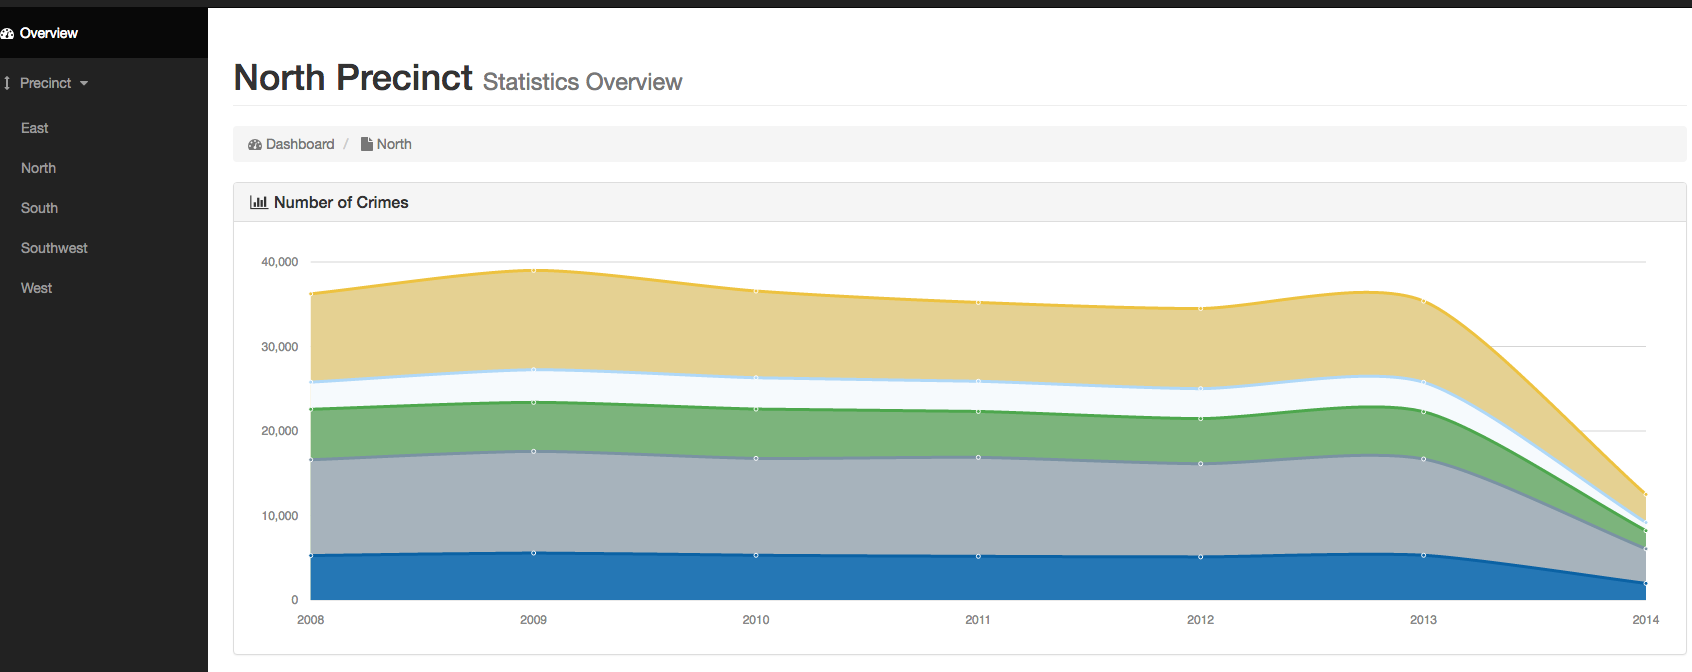 Overview
Precinct
East
North
South
Southwest
West
North Precinct Statistics Overview
Dashboard / North
Number of Crimes
40,000
30,000
20,000
10,000
0
2008 2009 2010 2011 2012 2013 2014